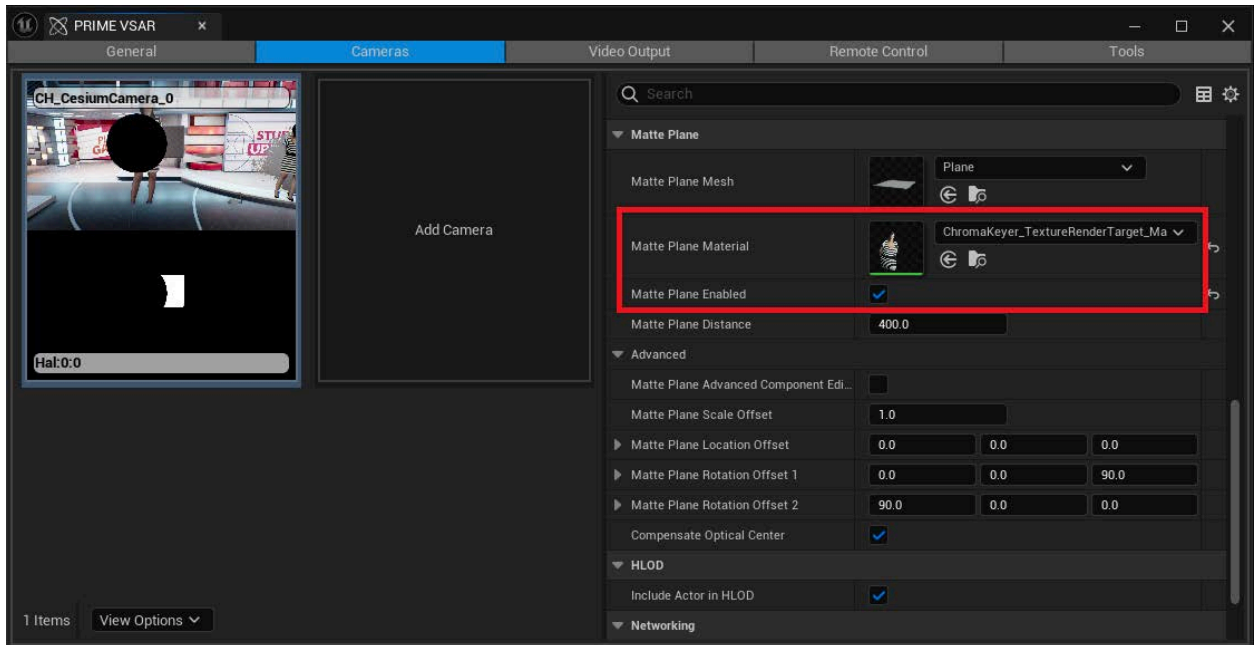 PRIME VSAR
General Cameras Video Output Remote Control Tools
CH_CesiumCamera_0
STU
UP
Hal:0:0
Add Camera
1 Items View Options
Search
Matte Plane
Matte Plane Mesh Plane
Matte Plane Material ChromaKeyer_TextureRenderTarget_Ma
Matte Plane Enabled
Matte Plane Distance 400.0
Advanced
Matte Plane Advanced Component Edi...
Matte Plane Scale Offset 1.0
Matte Plane Location Offset 0.0 0.0 0.0
Matte Plane Rotation Offset 1 0.0 0.0 90.0
Matte Plane Rotation Offset 2 90.0 0.0 0.0
Compensate Optical Center
HLOD
Include Actor in HLOD
Networking